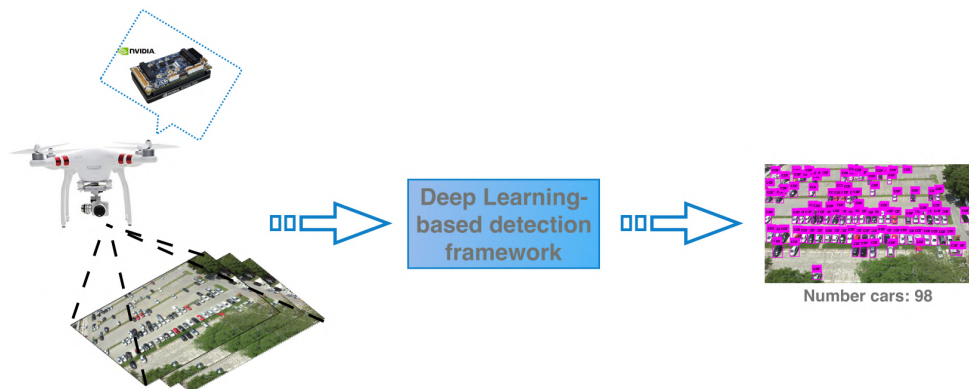 NVIDIA.
Deep Learning-
based detection
framework
Number cars: 98